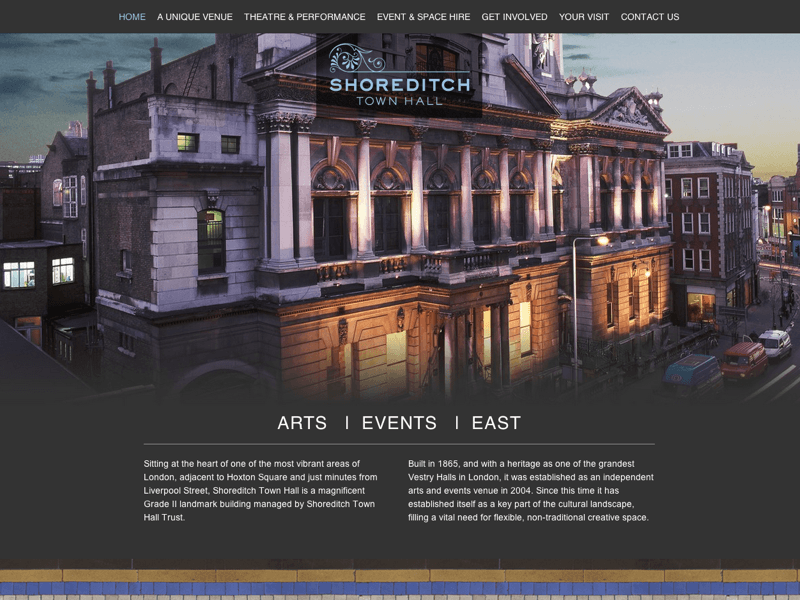 HOME A UNIQUE VENUE THEATRE & PERFORMANCE EVENT & SPACE HIRE GET INVOLVED YOUR VISIT CONTACT US
SHOREDITCH
TOWN HALL
ARTS | EVENTS | EAST
Sitting at the heart of one of the most vibrant areas of
London, adjacent to Hoxton Square and just minutes from
Liverpool Street, Shoreditch Town Hall is a magnificent
Grade II landmark building managed by Shoreditch Town
Hall Trust.
Built in 1865, and with a heritage as one of the grandest
Vestry Halls in London, it was established as an independent
arts and events venue in 2004. Since this time it has
established itself as a key part of the cultural landscape,
filling a vital need for flexible, non-traditional creative space.